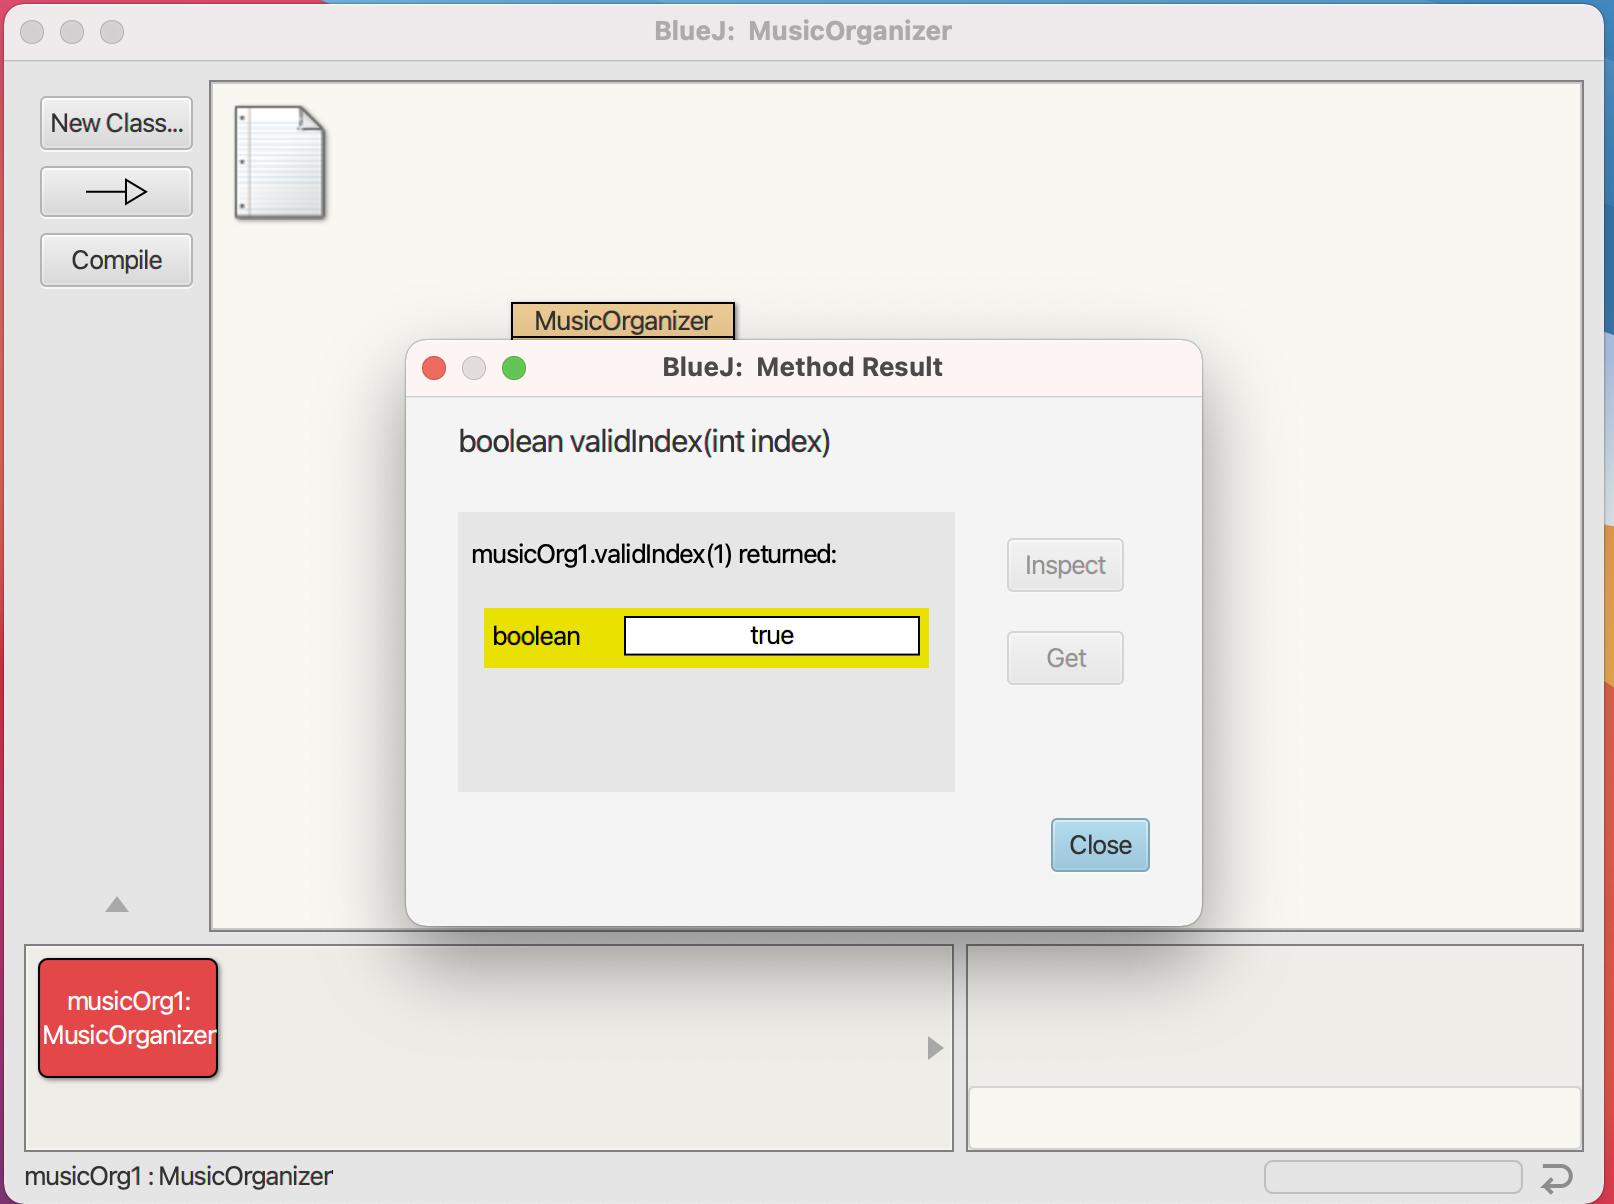 BlueJ: MusicOrganizer
New Class...
Compile
MusicOrganizer
BlueJ: Method Result
boolean validIndex(int index)
musicOrg1.validIndex(1) returned:
boolean true
Inspect
Get
Close
musicOrg1:
MusicOrganizer
musicOrg1 : MusicOrganizer